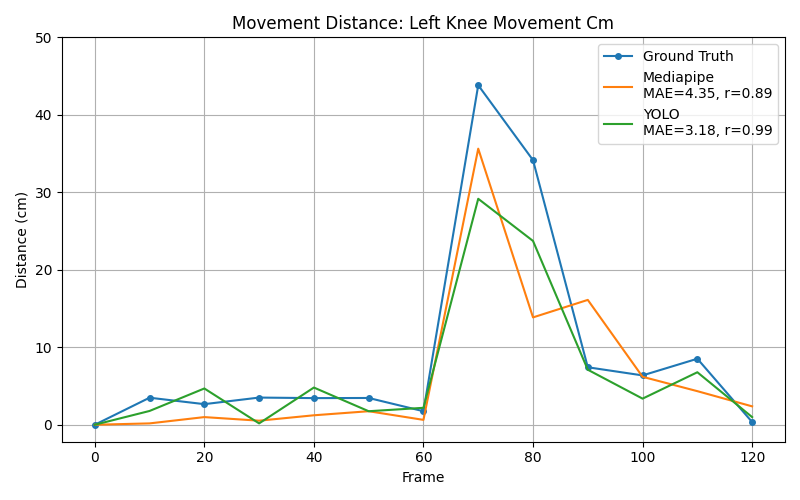 Movement Distance: Left Knee Movement Cm
50
40
30
20
10
0
Distance (cm)
Ground Truth
Mediapipe
MAE=4.35, r=0.89
YOLO
MAE=3.18, r=0.99
0 20 40 60 80 100 120
Frame